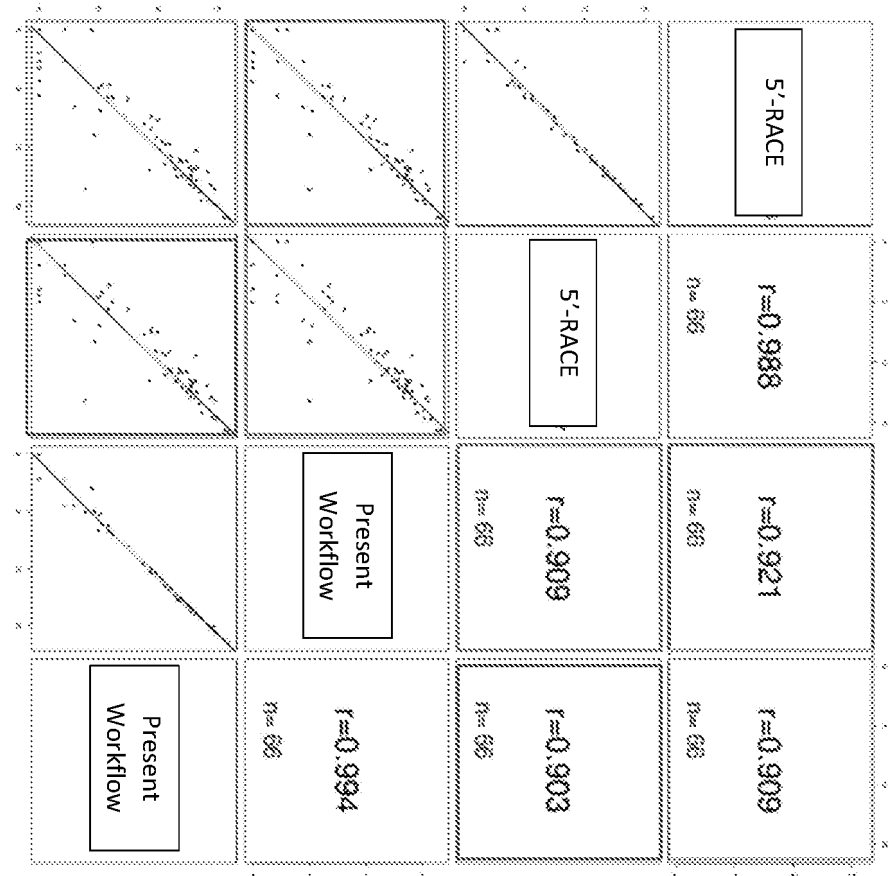 5'-RACE
r=0.988
n= 66
r=0.921
n= 66
r=0.909
n= 66
5'-RACE
r=0.909
n= 66
r=0.903
n= 66
Present
Workflow
r=0.994
n= 66
Present
Workflow